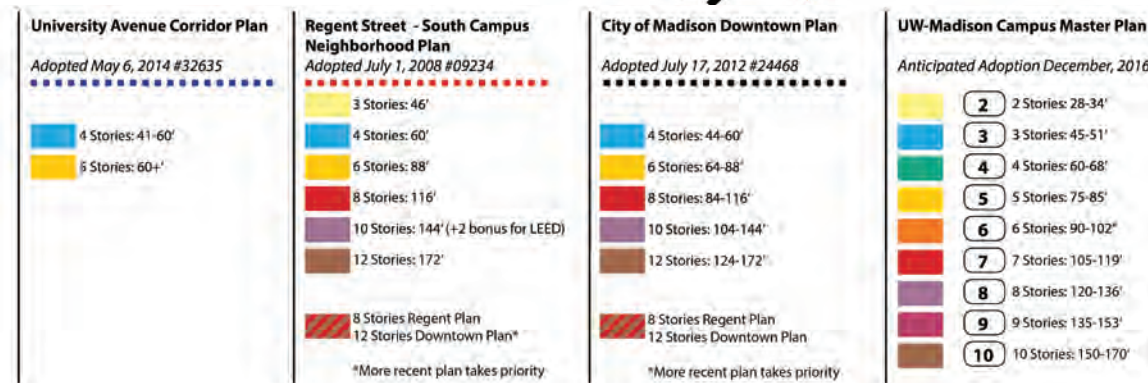 University Avenue Corridor Plan
Adopted May 6, 2014 #32635
4 Stories: 41-60'
6 Stories: 60+'
Regent Street - South Campus
Neighborhood Plan
Adopted July 1, 2008 #09234
3 Stories: 46'
4 Stories: 60'
6 Stories: 88'
8 Stories: 116'
10 Stories: 144' (+2 bonus for LEED)
12 Stories: 172'
8 Stories Regent Plan
12 Stories Downtown Plan*
*More recent plan takes priority
City of Madison Downtown Plan
Adopted July 17, 2012 #24468
4 Stories: 44-60'
6 Stories: 64-88'
8 Stories: 84-116'
10 Stories: 104-144'
12 Stories: 124-172'
8 Stories Regent Plan
12 Stories Downtown Plan
*More recent plan takes priority
UW-Madison Campus Master Plan
Anticipated Adoption December, 2016
2 2 Stories: 28-34'
3 3 Stories: 45-51'
4 4 Stories: 60-68'
5 5 Stories: 75-85'
6 6 Stories: 90-102'
7 7 Stories: 105-119'
8 8 Stories: 120-136'
9 9 Stories: 135-153'
10 10 Stories: 150-170'